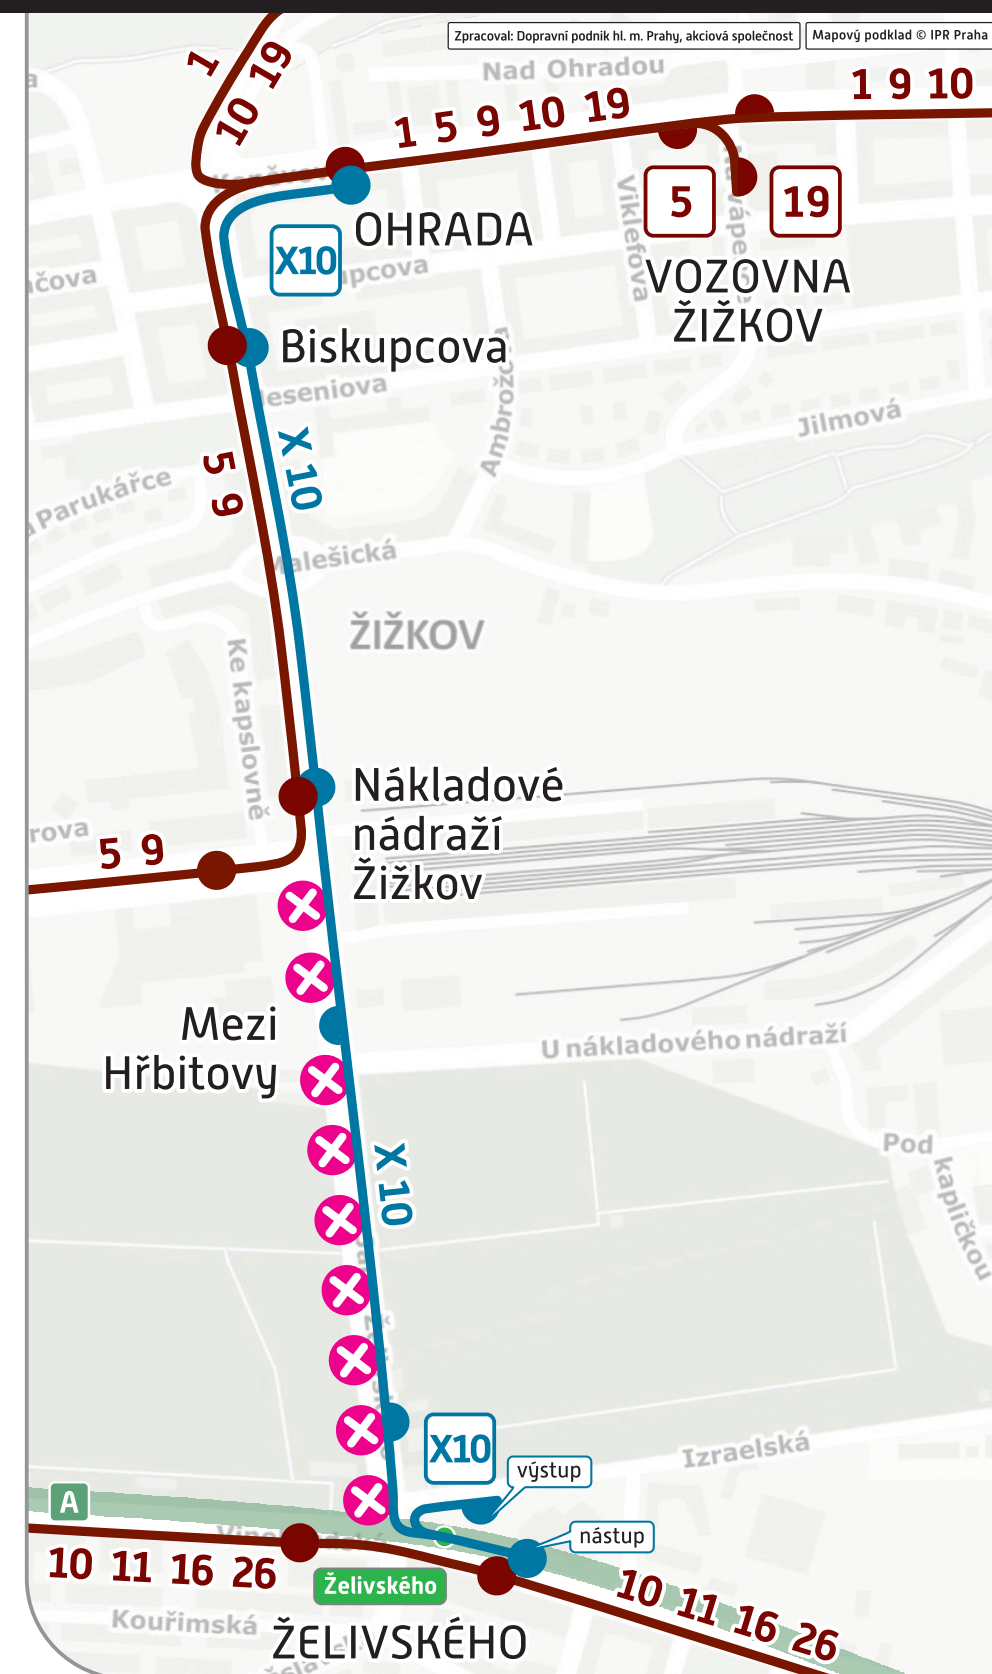 Zpracoval: Dopravní podnik hl. m. Prahy, akciová společnost
Mapový podklad © IPR Praha
Nad Ohradou
1
10 19
1 5 9 10 19
1 9 10
5
19
Viklefova
OHRADA
X10
VOZOVNA
ŽIŽKOV
Biskupcova
Jeseniova
Ambrožova
Jilmová
5 9
X 10
Parukářce
Malešická
ŽIŽKOV
Ke kapslovně
Nákladové
nádraží
Žižkov
5 9
Mezi
Hřbitovy
U nákladového nádraží
X 10
Pod
kapličkou
X10
výstup
Izraelská
A
nástup
10 11 16 26
Želivského
10 11 16 26
Kouřimská
ŽELIVSKÉHO